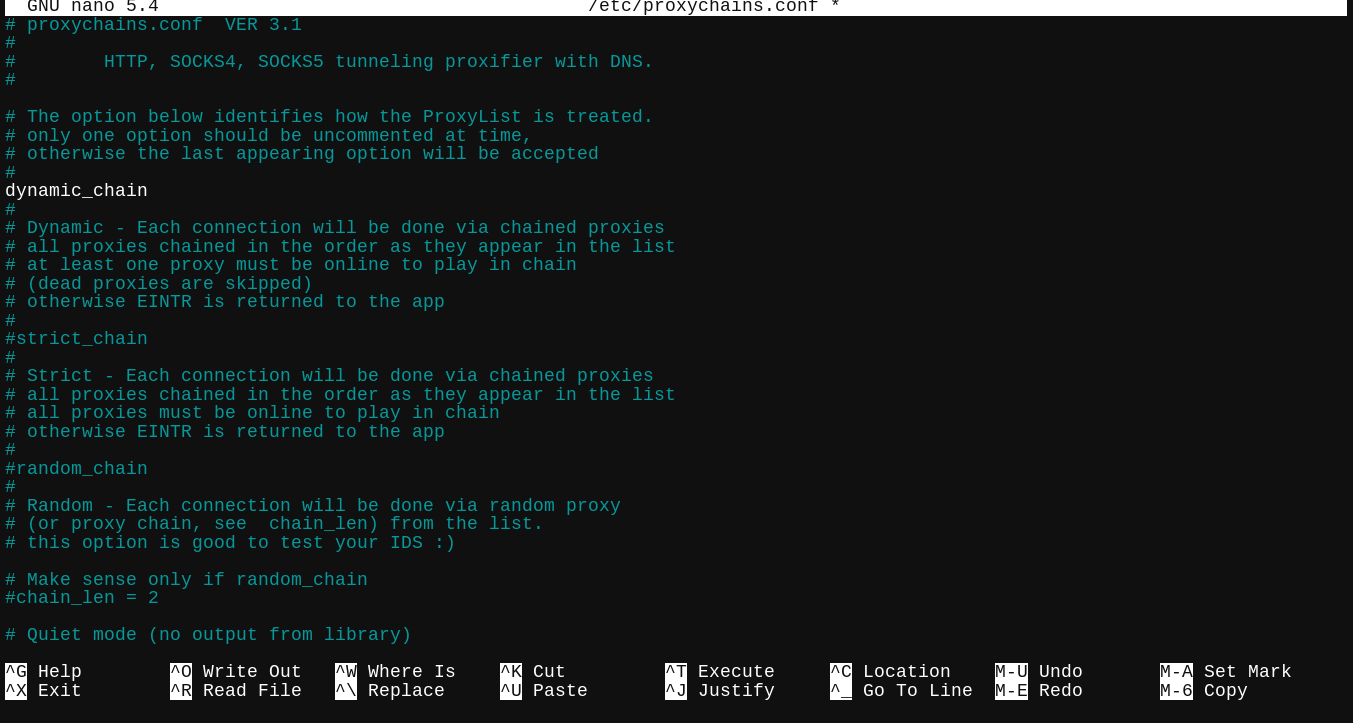 GNU nano 5.4 /etc/proxychains.conf *
# proxychains.conf  VER 3.1
#
#        HTTP, SOCKS4, SOCKS5 tunneling proxifier with DNS.
#

# The option below identifies how the ProxyList is treated.
# only one option should be uncommented at time,
# otherwise the last appearing option will be accepted
#
dynamic_chain
#
# Dynamic - Each connection will be done via chained proxies
# all proxies chained in the order as they appear in the list
# at least one proxy must be online to play in chain
# (dead proxies are skipped)
# otherwise EINTR is returned to the app
#
#strict_chain
#
# Strict - Each connection will be done via chained proxies
# all proxies chained in the order as they appear in the list
# all proxies must be online to play in chain
# otherwise EINTR is returned to the app
#
#random_chain
#
# Random - Each connection will be done via random proxy
# (or proxy chain, see  chain_len) from the list.
# this option is good to test your IDS :)

# Make sense only if random_chain
#chain_len = 2

# Quiet mode (no output from library)

^G Help ^O Write Out ^W Where Is ^K Cut ^T Execute ^C Location M-U Undo M-A Set Mark
^X Exit ^R Read File ^\ Replace ^U Paste ^J Justify ^_ Go To Line M-E Redo M-6 Copy